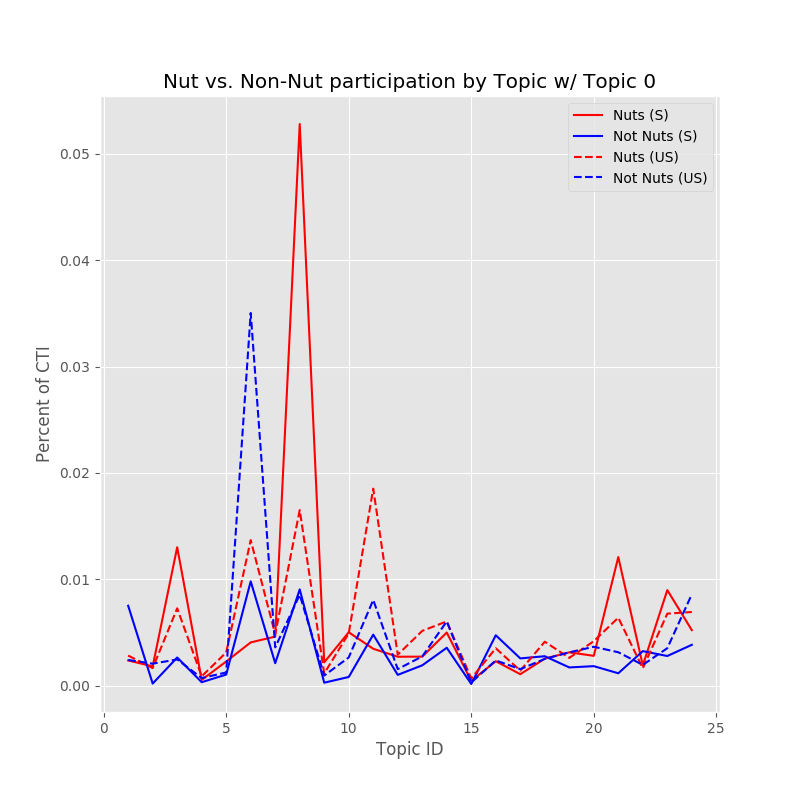 Nut vs. Non-Nut participation by Topic w/ Topic 0
Nuts (S)
Not Nuts (S)
Nuts (US)
Not Nuts (US)
Percent of CTI
0.05
0.04
0.03
0.02
0.01
0.00
0 5 10 15 20 25
Topic ID